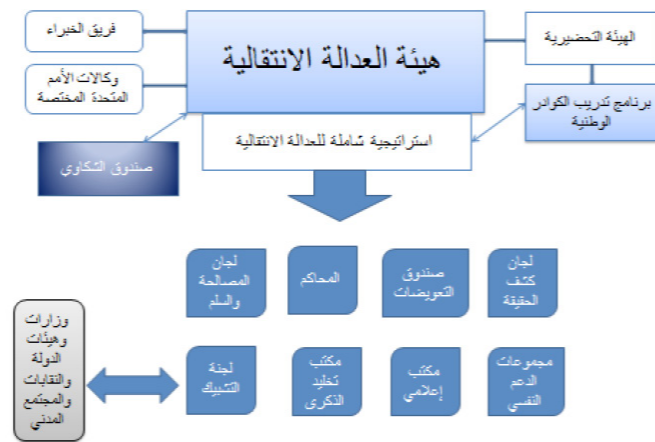 هيئة العدالة الانتقالية
الهيئة التحضيرية
فريق الخبراء
وكالات الأمم
المتحدة المختصة
برنامج تدريب الكوادر
الوطنية
استراتيجية شاملة للعدالة الانتقالية
صندوق الشكاوي
لجان
كشف
الحقيقة
صندوق
التعويضات
المحاكم
لجان
المصالحة
والسلم
مجموعات
الدعم
النفسي
مكتب
إعلامي
مكتب
تخليد
الذكرى
لجنة
التشبيك
وزارات
وهيئات
الدولة
والنقابات
والمجتمع
المدني